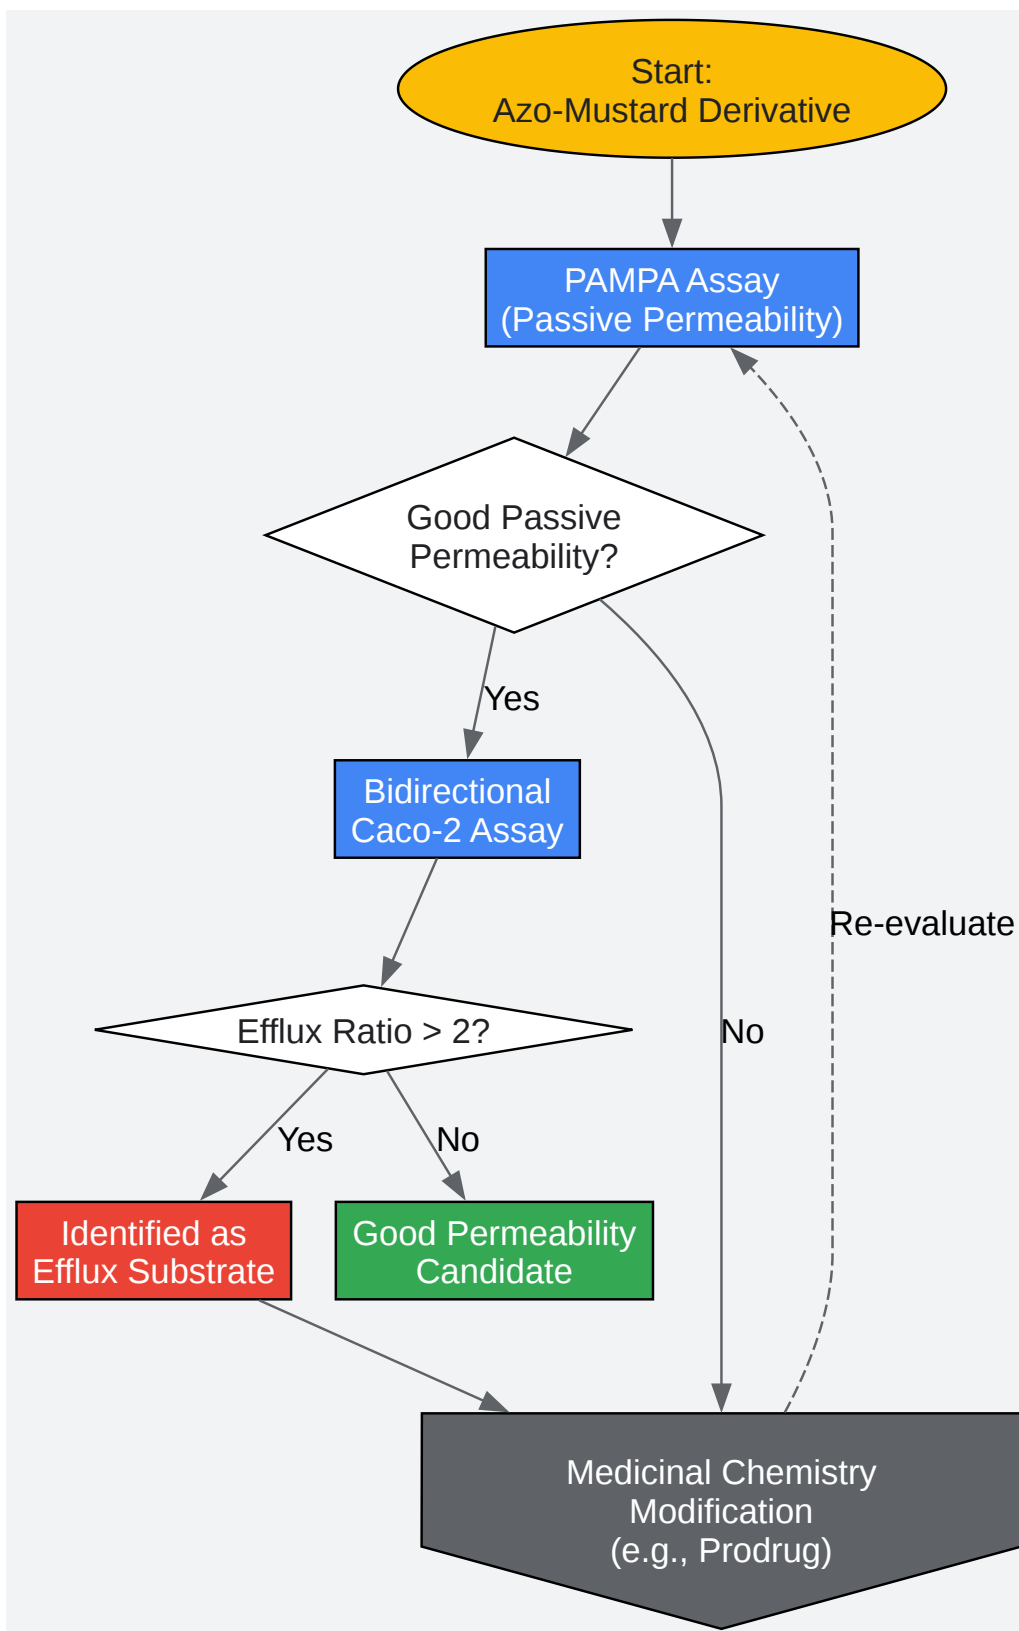 Start:
Azo-Mustard Derivative
PAMPA Assay
(Passive Permeability)
Good Passive
Permeability?
Yes
Bidirectional
Caco-2 Assay
Re-evaluate
Efflux Ratio > 2?
No
Yes
No
Identified as
Efflux Substrate
Good Permeability
Candidate
Medicinal Chemistry
Modification
(e.g., Prodrug)